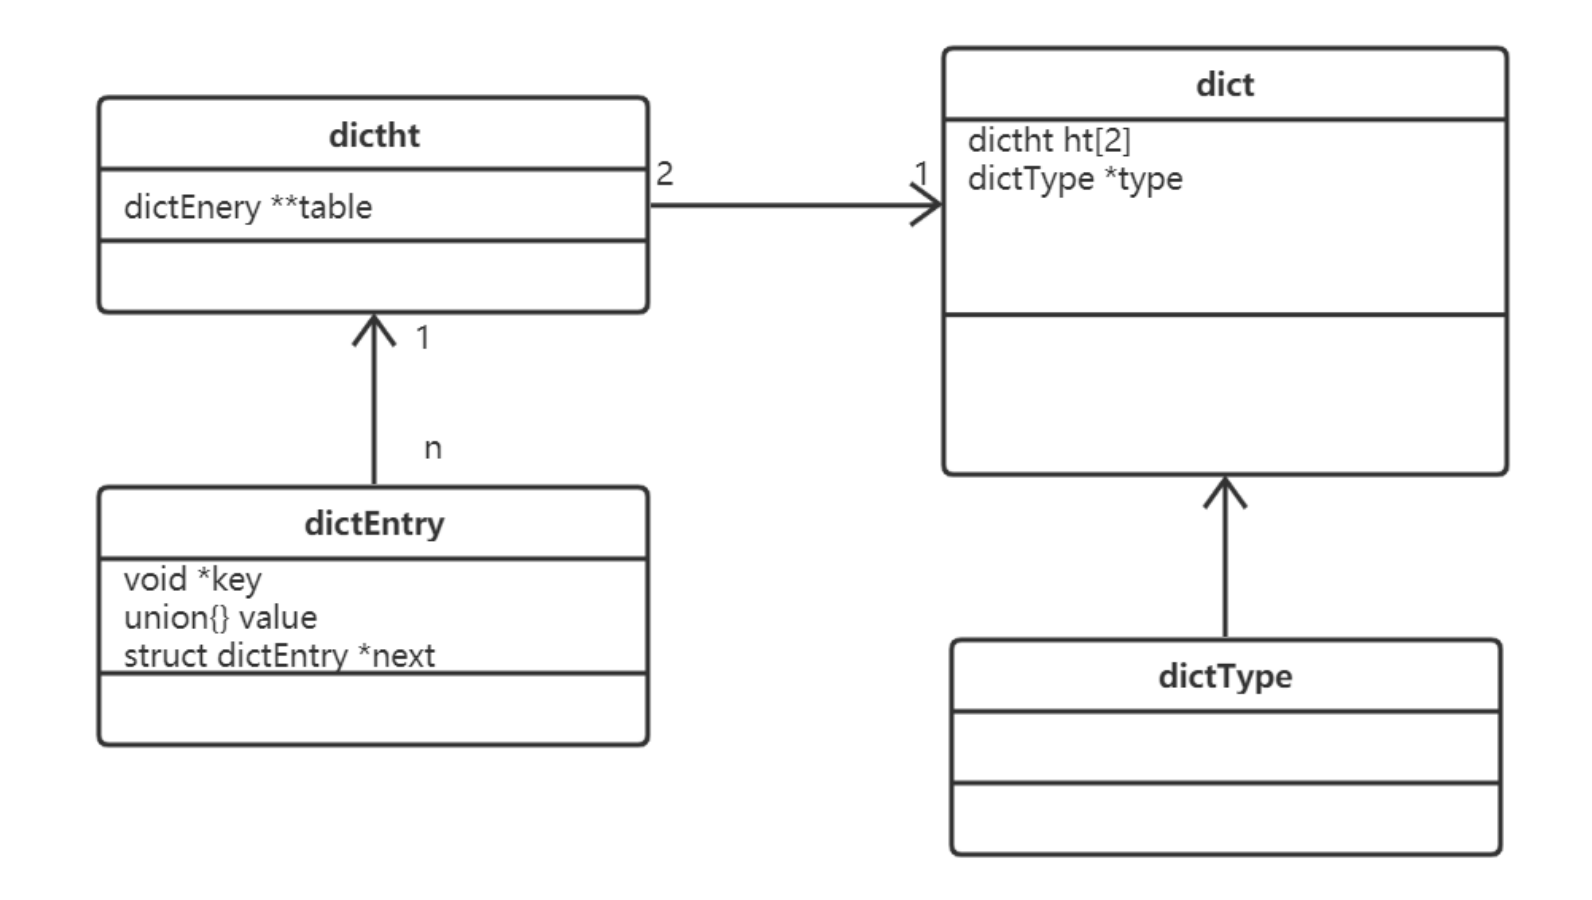 dictht
dictEnery **table
2
1
dict
dictht ht[2]
dictType *type
1
n
dictEntry
void *key
union{} value
struct dictEntry *next
dictType